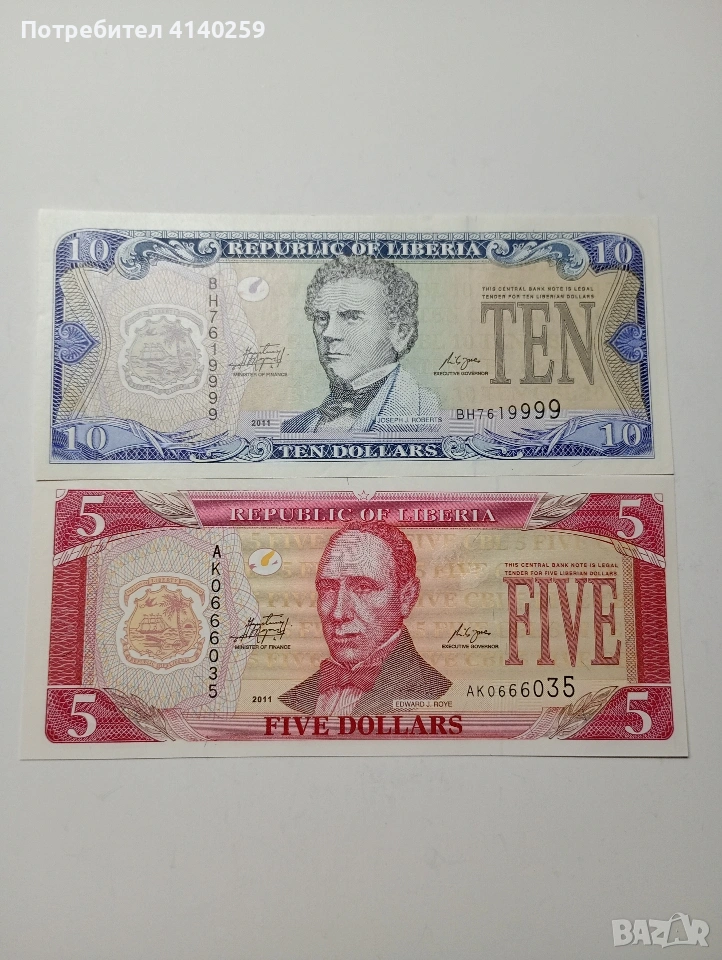 Потребител 4140259
10 REPUBLIC OF LIBERIA 10
BH7619999
THIS CENTRAL BANK NOTE IS LEGAL
TENDER FOR TEN LIBERIAN DOLLARS
TEN
MINISTER OF FINANCE
EXECUTIVE GOVERNOR
2011
JOSEPH J. ROBERTS
BH7619999
10 TEN DOLLARS 10
5 REPUBLIC OF LIBERIA 5
AK0666035
THIS CENTRAL BANK NOTE IS LEGAL
TENDER FOR FIVE LIBERIAN DOLLARS
FIVE
MINISTER OF FINANCE
EXECUTIVE GOVERNOR
2011
EDWARD J. ROYE
AK0666035
5 FIVE DOLLARS 5
BAZAR